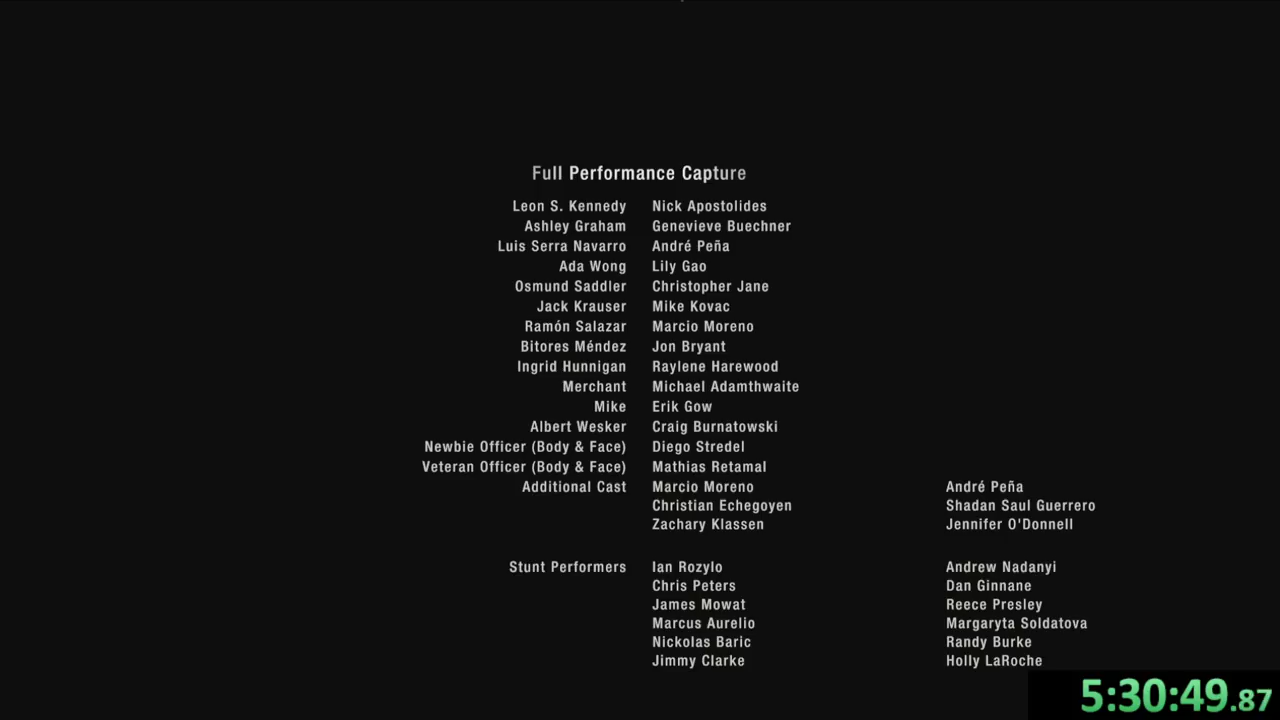 Full Performance Capture
Leon S. Kennedy Nick Apostolides
Ashley Graham Genevieve Buechner
Luis Serra Navarro André Peña
Ada Wong Lily Gao
Osmund Saddler Christopher Jane
Jack Krauser Mike Kovac
Ramón Salazar Marcio Moreno
Bitores Méndez Jon Bryant
Ingrid Hunnigan Raylene Harewood
Merchant Michael Adamthwaite
Mike Erik Gow
Albert Wesker Craig Burnatowski
Newbie Officer (Body & Face) Diego Stredel
Veteran Officer (Body & Face) Mathias Retamal
Additional Cast Marcio Moreno André Peña
Christian Echegoyen Shadan Saul Guerrero
Zachary Klassen Jennifer O'Donnell
Stunt Performers Ian Rozylo Andrew Nadanyi
Chris Peters Dan Ginnane
James Mowat Reece Presley
Marcus Aurelio Margaryta Soldatova
Nickolas Baric Randy Burke
Jimmy Clarke Holly LaRoche
5:30:49.87